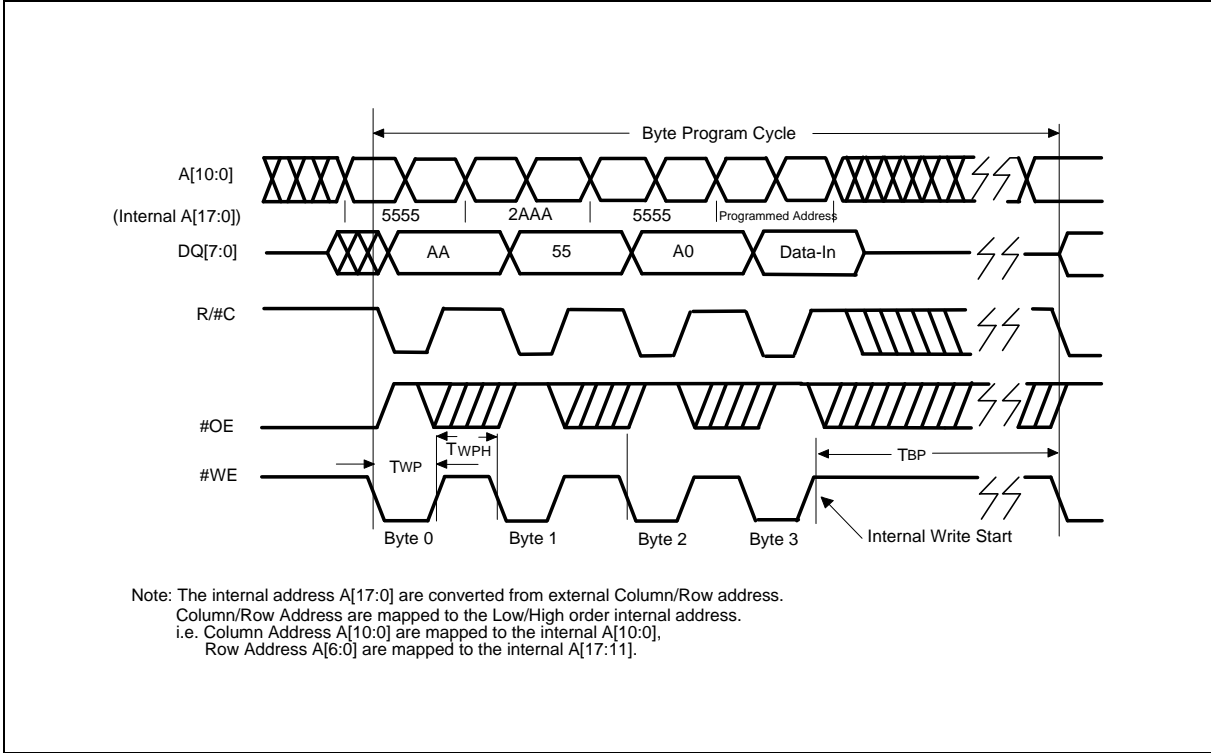 Byte Program Cycle
A[10:0]
(Internal A[17:0])
5555
2AAA
5555
Programmed Address
DQ[7:0]
AA
55
A0
Data-In
R/#C
#OE
TWPH
TWP
TBP
#WE
Byte 0
Byte 1
Byte 2
Byte 3
Internal Write Start
Note: The internal address A[17:0] are converted from external Column/Row address.
Column/Row Address are mapped to the Low/High order internal address.
i.e. Column Address A[10:0] are mapped to the internal A[10:0],
Row Address A[6:0] are mapped to the internal A[17:11].